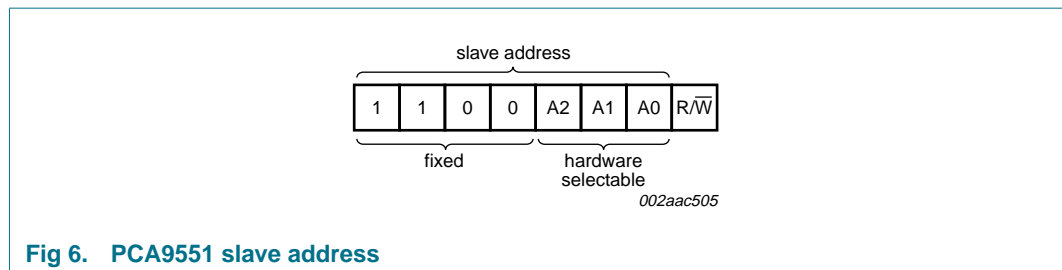 slave address
1 1 0 0 A2 A1 A0 R/W̅
fixed
hardware
selectable
002aac505
Fig 6. PCA9551 slave address